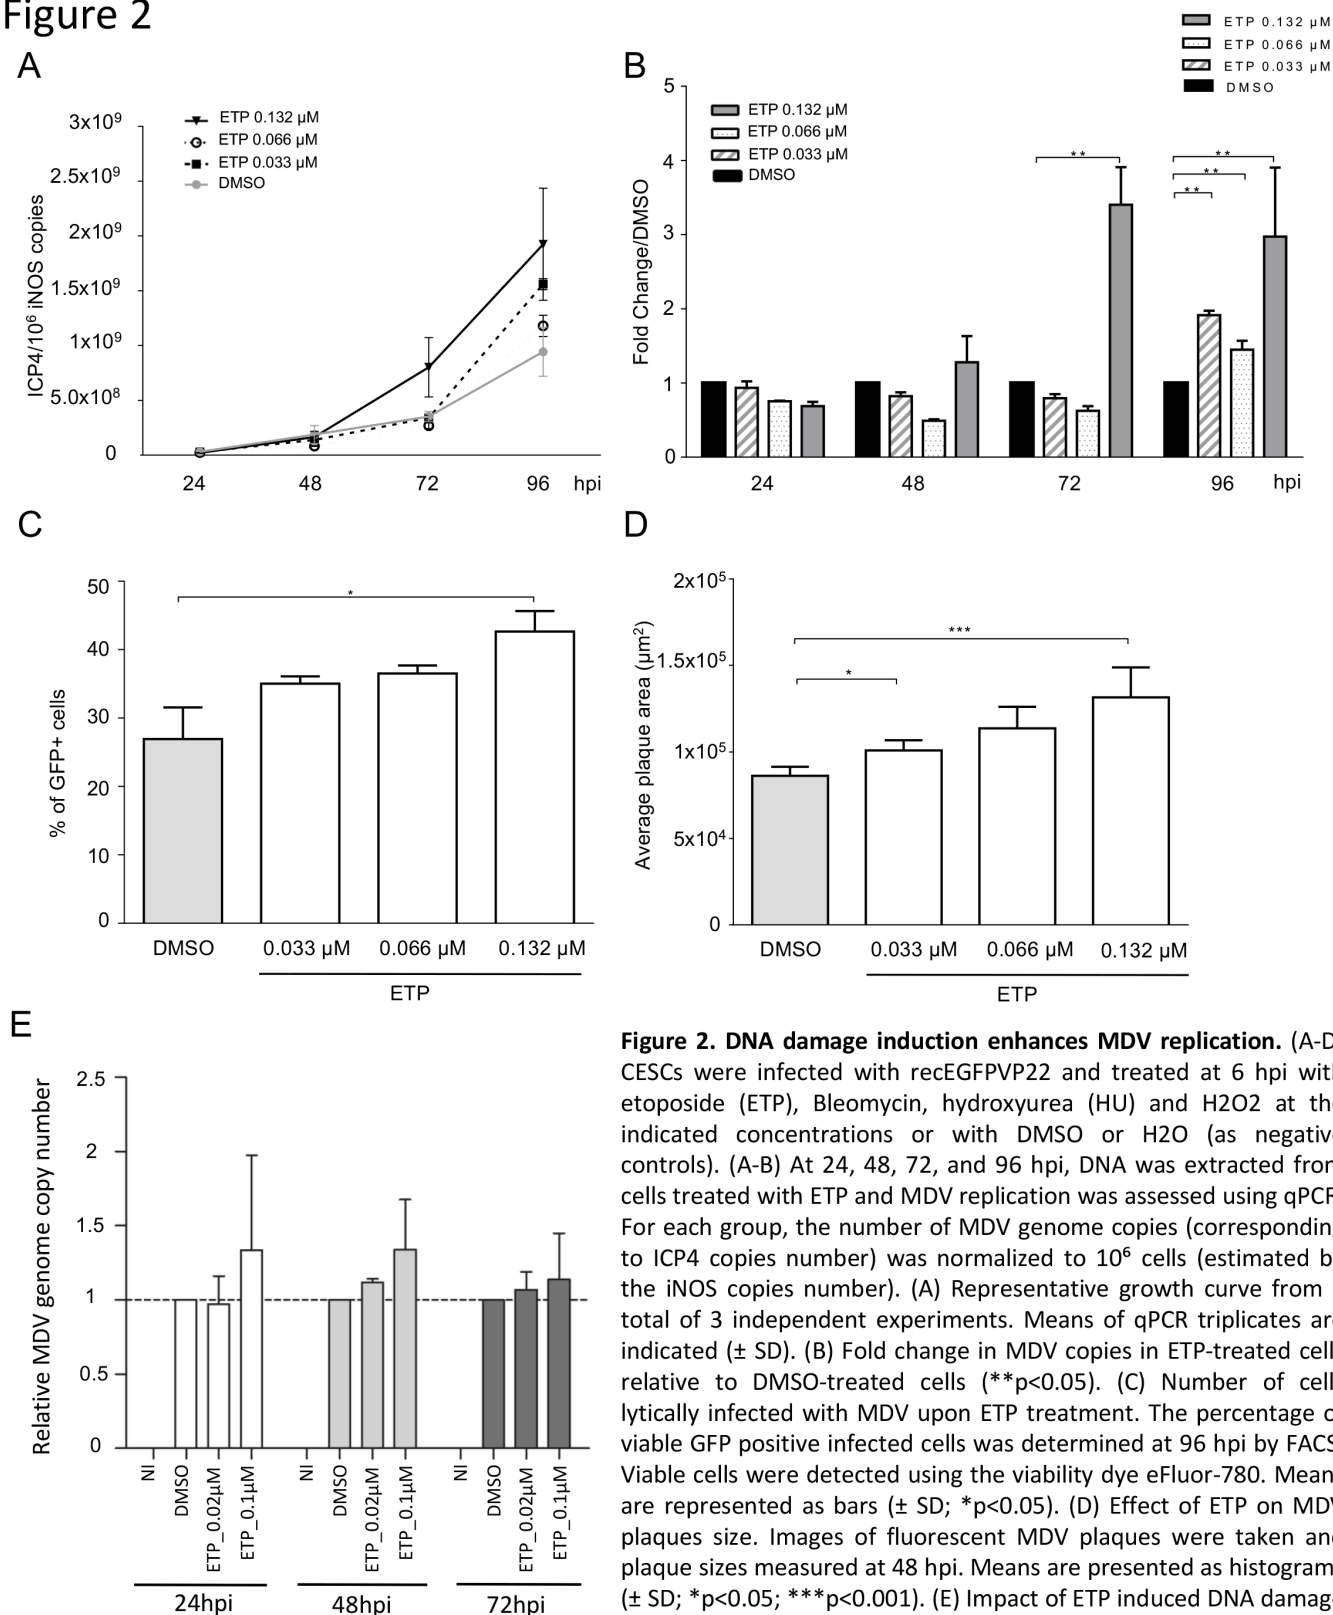 Figure 2
A
3x10⁹
2.5x10⁹
2x10⁹
1.5x10⁹
1x10⁹
5.0x10⁸
0
ICP4/10⁶ iNOS copies
ETP 0.132 µM
ETP 0.066 µM
ETP 0.033 µM
DMSO
24 48 72 96 hpi
B
ETP 0.132 µM
ETP 0.066 µM
ETP 0.033 µM
DMSO
5
4
3
2
1
0
Fold Change/DMSO
ETP 0.132 µM
ETP 0.066 µM
ETP 0.033 µM
DMSO
**
**
**
**
24 48 72 96 hpi
C
50
40
30
20
10
0
% of GFP+ cells
*
DMSO 0.033 µM 0.066 µM 0.132 µM
ETP
D
2x10⁵
1.5x10⁵
1x10⁵
5x10⁴
0
Average plaque area (µm²)
***
*
DMSO 0.033 µM 0.066 µM 0.132 µM
ETP
E
2.5
2
1.5
1
0.5
0
Relative MDV genome copy number
NI DMSO ETP_0.02µM ETP_0.1µM NI DMSO ETP_0.02µM ETP_0.1µM NI DMSO ETP_0.02µM ETP_0.1µM
24hpi 48hpi 72hpi
Figure 2. DNA damage induction enhances MDV replication. (A-D
CESCs were infected with recEGFPVP22 and treated at 6 hpi with
etoposide (ETP), Bleomycin, hydroxyurea (HU) and H2O2 at the
indicated concentrations or with DMSO or H2O (as negative
controls). (A-B) At 24, 48, 72, and 96 hpi, DNA was extracted from
cells treated with ETP and MDV replication was assessed using qPCR
For each group, the number of MDV genome copies (corresponding
to ICP4 copies number) was normalized to 10⁶ cells (estimated by
the iNOS copies number). (A) Representative growth curve from
total of 3 independent experiments. Means of qPCR triplicates are
indicated (± SD). (B) Fold change in MDV copies in ETP-treated cell
relative to DMSO-treated cells (**p<0.05). (C) Number of cell
lytically infected with MDV upon ETP treatment. The percentage of
viable GFP positive infected cells was determined at 96 hpi by FACS
Viable cells were detected using the viability dye eFluor-780. Mean
are represented as bars (± SD; *p<0.05). (D) Effect of ETP on MDV
plaques size. Images of fluorescent MDV plaques were taken and
plaque sizes measured at 48 hpi. Means are presented as histogram
(± SD; *p<0.05; ***p<0.001). (E) Impact of ETP induced DNA damage